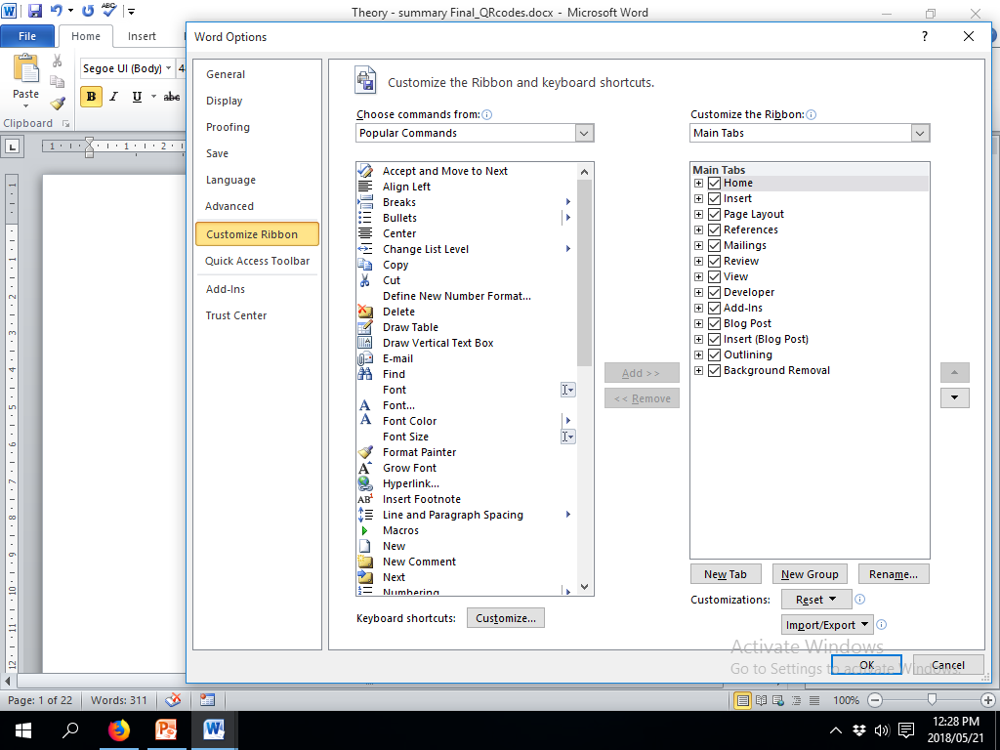 Theory - summary Final_QRcodes.docx - Microsoft Word
File
Home
Insert
Word Options
Paste
Clipboard
Segoe UI (Body)
4
B I U abc
General
Display
Proofing
Save
Language
Advanced
Customize Ribbon
Quick Access Toolbar
Add-Ins
Trust Center
Customize the Ribbon and keyboard shortcuts.
Choose commands from:
Popular Commands
Accept and Move to Next
Align Left
Breaks
Bullets
Center
Change List Level
Copy
Cut
Define New Number Format...
Delete
Draw Table
Draw Vertical Text Box
E-mail
Find
Font
Font...
Font Color
Font Size
Format Painter
Grow Font
Hyperlink...
Insert Footnote
Line and Paragraph Spacing
Macros
New
New Comment
Next
Numbering
Keyboard shortcuts:
Customize...
Add >>
<< Remove
Customize the Ribbon:
Main Tabs
Main Tabs
Home
Insert
Page Layout
References
Mailings
Review
View
Developer
Add-Ins
Blog Post
Insert (Blog Post)
Outlining
Background Removal
New Tab
New Group
Rename...
Customizations:
Reset
Import/Export
Activate Windows
Go to Settings to activate Windows.
OK
Cancel
Page: 1 of 22
Words: 311
100%
12:28 PM
2018/05/21